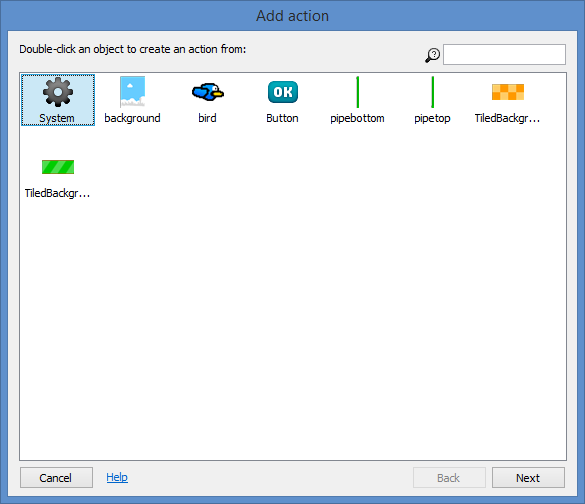 Add action
Double-click an object to create an action from:
System background bird Button pipebottom pipetop TiledBackgr...
OK
TiledBackgr...
Cancel Help Back Next